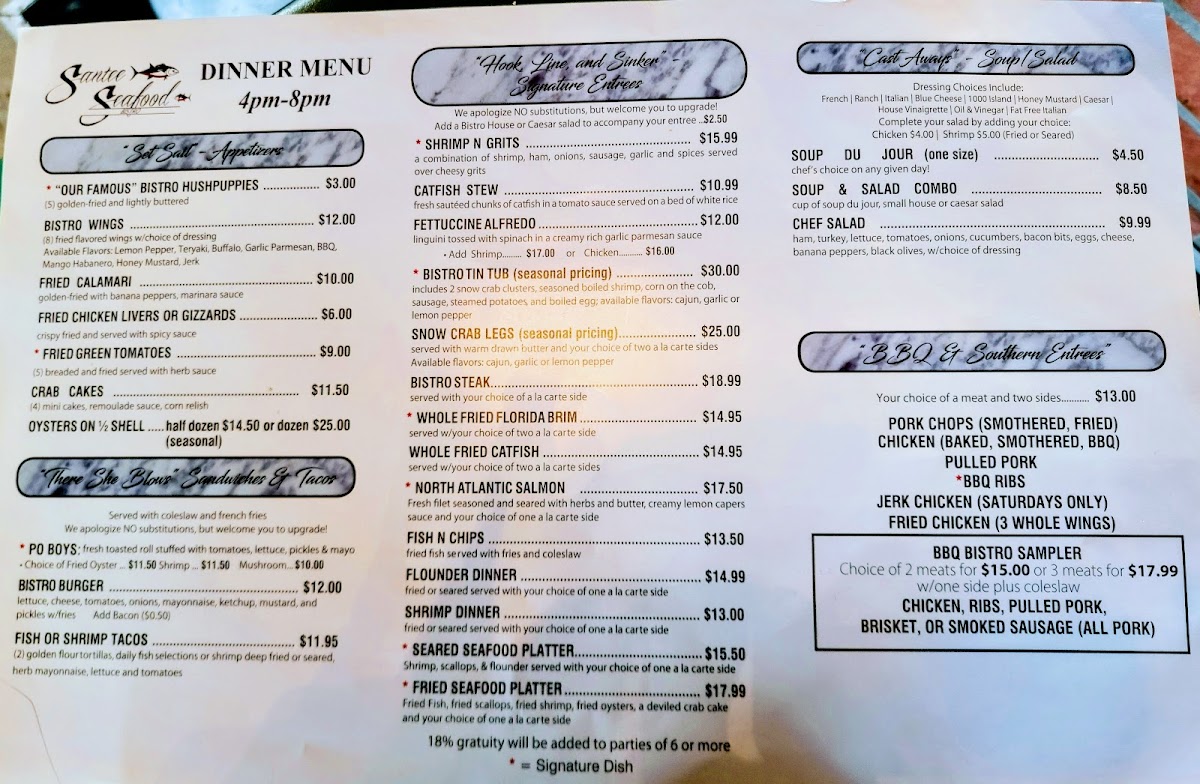 Santee
Seafood
DINNER MENU
4pm-8pm
"Set Sail" - Appetizers
* "OUR FAMOUS" BISTRO HUSHPUPPIES .............. $3.00
(5) golden-fried and lightly buttered
BISTRO WINGS ................ $12.00
(8) fried flavored wings w/choice of dressing
Available Flavors: Lemon Pepper, Teryaki, Buffalo, Garlic Parmesan, BBQ,
Mango Habanero, Honey Mustard, Jerk
FRIED CALAMARI ................ $10.00
golden-fried with banana peppers, marinara sauce
FRIED CHICKEN LIVERS OR GIZZARDS ................ $6.00
crispy fried and served with spicy sauce
* FRIED GREEN TOMATOES ................ $9.00
(5) breaded and fried served with herb sauce
CRAB CAKES ................ $11.50
(4) mini cakes, remoulade sauce, corn relish
OYSTERS ON ½ SHELL ..... half dozen $14.50 or dozen $25.00
(seasonal)
"There She Blows" Sandwiches & Tacos
Served with coleslaw and french fries
We apologize NO substitutions, but welcome you to upgrade!
* PO BOYS: fresh toasted roll stuffed with tomatoes, lettuce, pickles & mayo
• Choice of Fried Oyster ... $11.50 Shrimp ... $11.50 Mushroom... $10.00
BISTRO BURGER ................ $12.00
lettuce, cheese, tomatoes, onions, mayonnaise, ketchup, mustard, and
pickles w/fries Add Bacon ($0.50)
FISH OR SHRIMP TACOS ................ $11.95
(2) golden flour tortillas, daily fish selections or shrimp deep fried or seared,
herb mayonnaise, lettuce and tomatoes
"Hook, Line, and Sinker" -
Signature Entrees
We apologize NO substitutions, but welcome you to upgrade!
Add a Bistro House or Caesar salad to accompany your entree ..$2.50
* SHRIMP N GRITS ................ $15.99
a combination of shrimp, ham, onions, sausage, garlic and spices served
over cheesy grits
CATFISH STEW ................ $10.99
fresh sautéed chunks of catfish in a tomato sauce served on a bed of white rice
FETTUCCINE ALFREDO ................ $12.00
linguini tossed with spinach in a creamy rich garlic parmesan sauce
• Add Shrimp........ $17.00 or Chicken........... $16.00
* BISTRO TIN TUB (seasonal pricing) ................ $30.00
includes 2 snow crab clusters, seasoned boiled shrimp, corn on the cob,
sausage, steamed potatoes, and boiled egg; available flavors: cajun, garlic or
lemon pepper
SNOW CRAB LEGS (seasonal pricing)................ $25.00
served with warm drawn butter and your choice of two a la carte sides
Available flavors: cajun, garlic or lemon pepper
BISTRO STEAK................ $18.99
served with your choice of a la carte side
* WHOLE FRIED FLORIDA BRIM ................ $14.95
served w/your choice of two a la carte sides
WHOLE FRIED CATFISH ................ $14.95
served w/your choice of two a la carte sides
* NORTH ATLANTIC SALMON ................ $17.50
Fresh filet seasoned and seared with herbs and butter, creamy lemon capers
sauce and your choice of one a la carte side
FISH N CHIPS ................ $13.50
fried fish served with fries and coleslaw
FLOUNDER DINNER ................ $14.99
fried or seared served with your choice of one a la carte side
SHRIMP DINNER ................ $13.00
fried or seared served with your choice of one a la carte side
* SEARED SEAFOOD PLATTER................ $15.50
Shrimp, scallops, & flounder served with your choice of one a la carte side
* FRIED SEAFOOD PLATTER ................ $17.99
Fried Fish, fried scallops, fried shrimp, fried oysters, a deviled crab cake
and your choice of one a la carte side
18% gratuity will be added to parties of 6 or more
* = Signature Dish
"Cast Aways" - Soup/Salad
Dressing Choices Include:
French | Ranch | Italian | Blue Cheese | 1000 Island | Honey Mustard | Caesar |
House Vinaigrette | Oil & Vinegar | Fat Free Italian
Complete your salad by adding your choice:
Chicken $4.00 | Shrimp $5.00 (Fried or Seared)
SOUP DU JOUR (one size) ................ $4.50
chef's choice on any given day!
SOUP & SALAD COMBO ................ $8.50
cup of soup du jour, small house or caesar salad
CHEF SALAD ................ $9.99
ham, turkey, lettuce, tomatoes, onions, cucumbers, bacon bits, eggs, cheese,
banana peppers, black olives, w/choice of dressing
"BBQ & Southern Entrees"
Your choice of a meat and two sides........... $13.00
PORK CHOPS (SMOTHERED, FRIED)
CHICKEN (BAKED, SMOTHERED, BBQ)
PULLED PORK
*BBQ RIBS
JERK CHICKEN (SATURDAYS ONLY)
FRIED CHICKEN (3 WHOLE WINGS)
BBQ BISTRO SAMPLER
Choice of 2 meats for $15.00 or 3 meats for $17.99
w/one side plus coleslaw
CHICKEN, RIBS, PULLED PORK,
BRISKET, OR SMOKED SAUSAGE (ALL PORK)